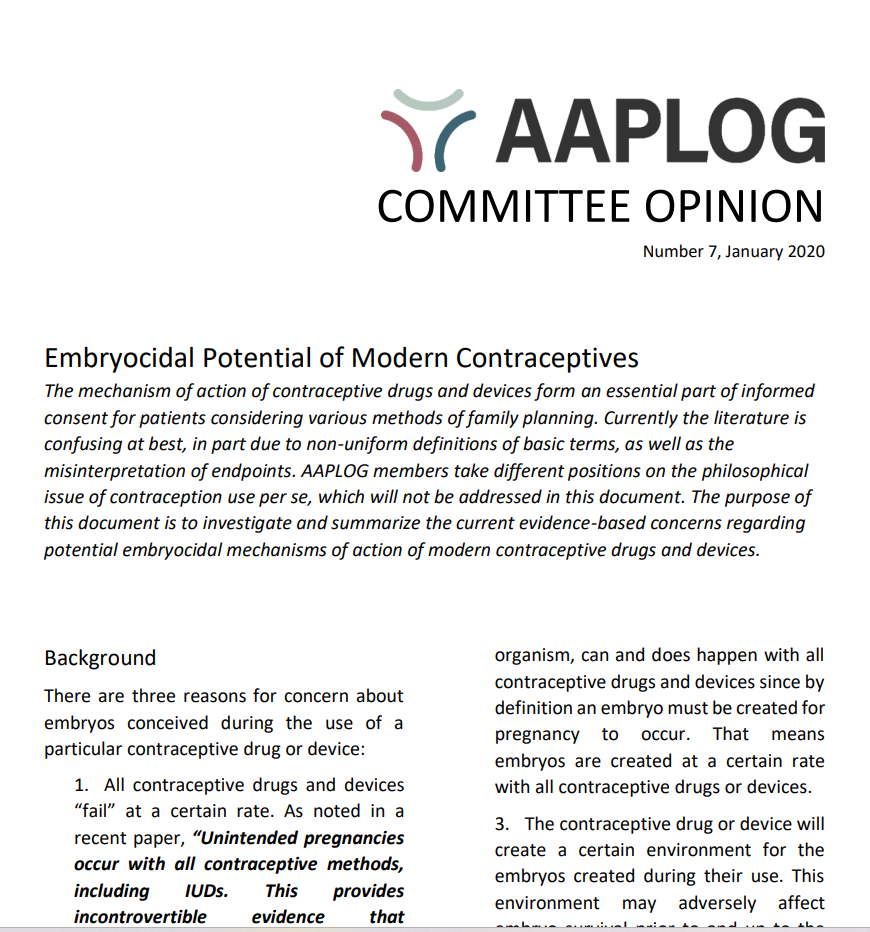 AAPLOG
COMMITTEE OPINION
Number 7, January 2020
Embryocidal Potential of Modern Contraceptives
The mechanism of action of contraceptive drugs and devices form an essential part of informed
consent for patients considering various methods of family planning. Currently the literature is
confusing at best, in part due to non-uniform definitions of basic terms, as well as the
misinterpretation of endpoints. AAPLOG members take different positions on the philosophical
issue of contraception use per se, which will not be addressed in this document. The purpose of
this document is to investigate and summarize the current evidence-based concerns regarding
potential embryocidal mechanisms of action of modern contraceptive drugs and devices.
Background
There are three reasons for concern about
embryos conceived during the use of a
particular contraceptive drug or device:
1. All contraceptive drugs and devices
“fail” at a certain rate. As noted in a
recent paper, “Unintended pregnancies
occur with all contraceptive methods,
including IUDs. This provides
incontrovertible evidence that
organism, can and does happen with all
contraceptive drugs and devices since by
definition an embryo must be created for
pregnancy to occur. That means
embryos are created at a certain rate
with all contraceptive drugs or devices.
3. The contraceptive drug or device will
create a certain environment for the
embryos created during their use. This
environment may adversely affect
embryo survival prior to and up to the